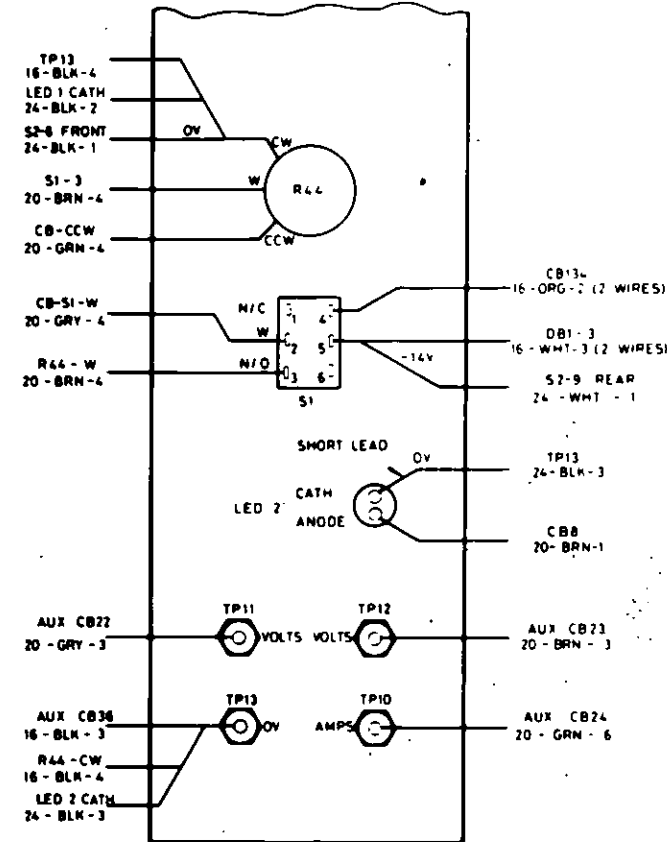 TP13
16-BLK-4
LED 1 CATH
24-BLK-2
S2-6 FRONT
24-BLK-1
0V
CW
S1-3
20-BRN-4
W
R44
CB-CCW
20-GRN-4
CCW
CB-S1-W
20-GRY-4
N/C
W
R44-W
20-BRN-4
N/O
1
4
2
5
3
6
S1
CB134
16-ORG-2 (2 WIRES)
DB1-3
16-WHT-3 (2 WIRES)
-14V
S2-9 REAR
24-WHT-1
SHORT LEAD
0V
TP13
24-BLK-3
LED 2
CATH
ANODE
CB8
20-BRN-1
AUX CB22
20-GRY-3
TP11
VOLTS
TP12
VOLTS
AUX CB23
20-BRN-3
AUX CB36
16-BLK-3
TP13
0V
TP10
AMPS
AUX CB24
20-GRN-6
R44-CW
16-BLK-4
LED 2 CATH
24-BLK-3